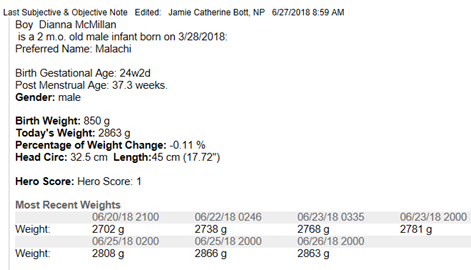 Last Subjective & Objective Note Edited: Jamie Catherine Bott, NP 6/27/2018 8:59 AM
Boy Dianna McMillan
is a 2 m.o. old male infant born on 3/28/2018:
Preferred Name: Malachi
Birth Gestational Age: 24w2d
Post Menstrual Age: 37.3 weeks.
Gender: male
Birth Weight: 850 g
Today's Weight: 2863 g
Percentage of Weight Change: -0.11 %
Head Circ: 32.5 cm Length:45 cm (17.72")
Hero Score: Hero Score: 1
Most Recent Weights
06/20/18 2100 06/22/18 0246 06/23/18 0335 06/23/18 2000
Weight: 2702 g 2738 g 2768 g 2781 g
06/25/18 0200 06/25/18 2000 06/26/18 2000
Weight: 2808 g 2866 g 2863 g